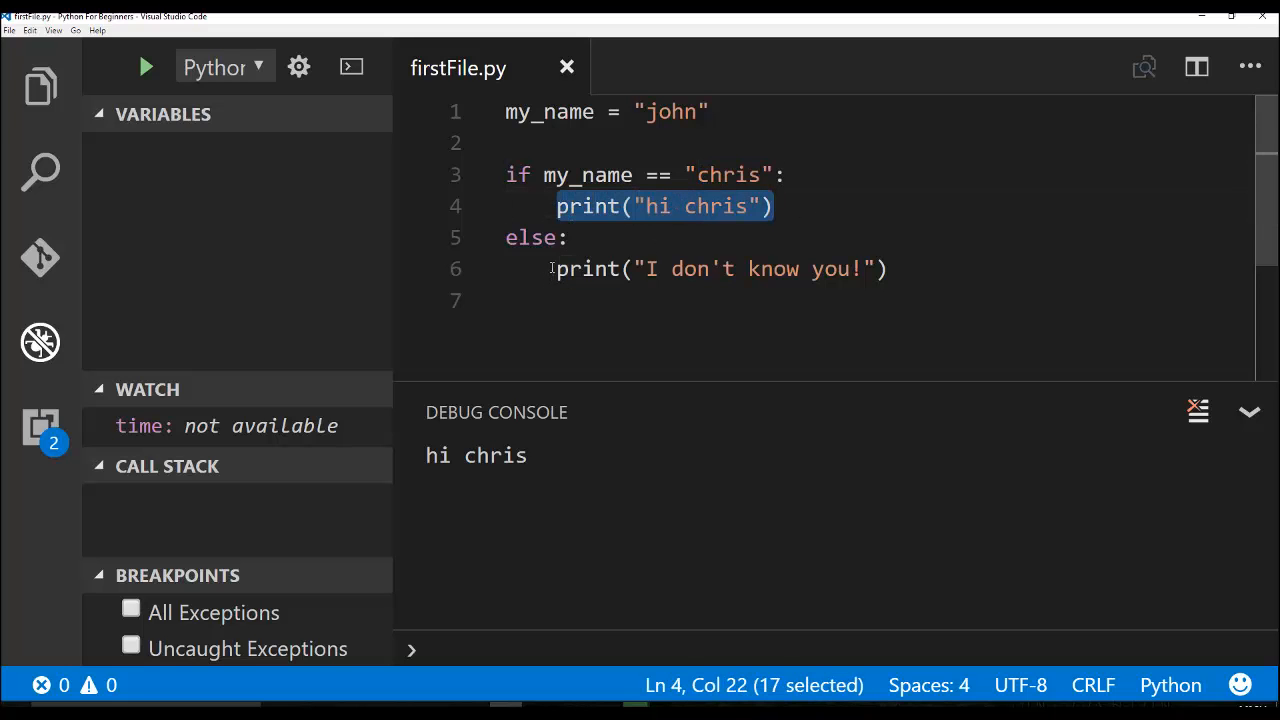 firstFile.py - Python For Beginners - Visual Studio Code
File Edit View Go Help
Python
firstFile.py
VARIABLES
1 my_name = "john"
2
3 if my_name == "chris":
4 print("hi chris")
5 else:
6 print("I don't know you!")
7
WATCH
time: not available
CALL STACK
BREAKPOINTS
All Exceptions
Uncaught Exceptions
2
DEBUG CONSOLE
hi chris
0 0 Ln 4, Col 22 (17 selected) Spaces: 4 UTF-8 CRLF Python